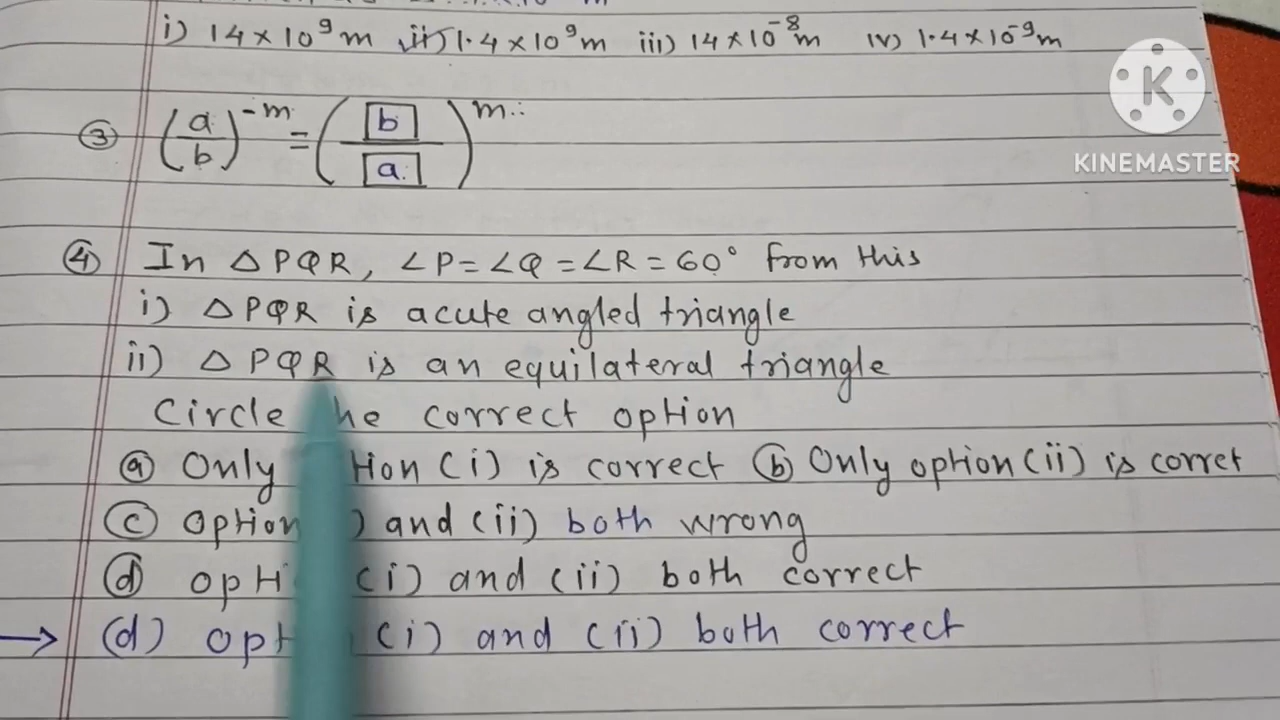 i) 14×10⁹m ii) 1.4×10⁹m iii) 14×10⁻⁸m iv) 1.4×10⁻⁹m
K
KINEMASTER
③ (a/b)⁻ᵐ = (b/a)ᵐ
④ In △PQR, ∠P=∠Q=∠R=60° from this
i) △PQR is acute angled triangle
ii) △PQR is an equilateral triangle
Circle he correct option
ⓐ Only tion (i) is correct ⓑ Only option (ii) is corret
ⓒ option ) and (ii) both wrong
ⓓ opti (i) and (ii) both correct
→ (d) opt (i) and (ii) both correct